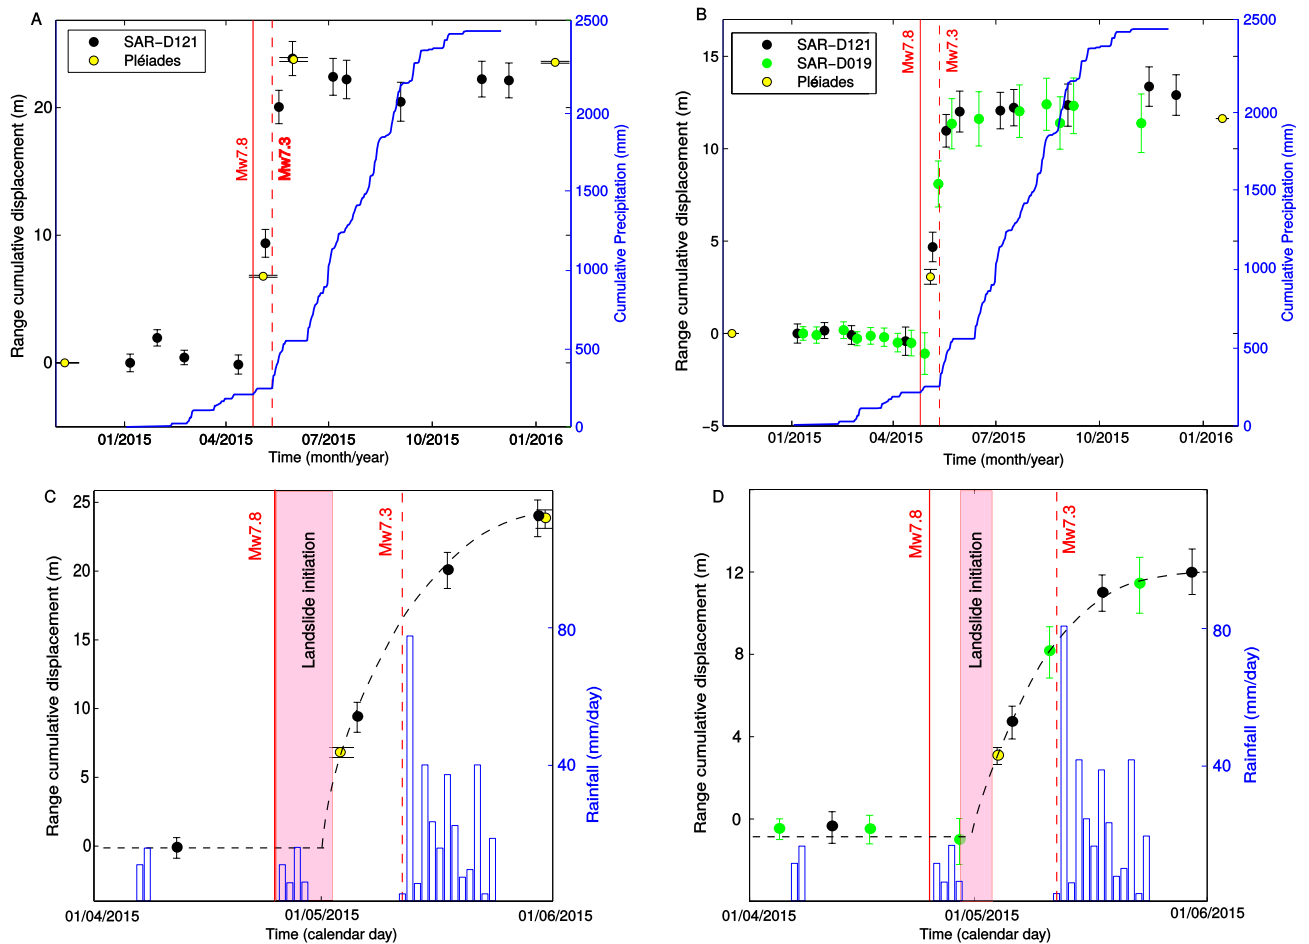 A
SAR-D121
Pléiades
Mw7.8
Mw7.3
Range cumulative displacement (m)
20
10
0
2500
2000
1500
1000
500
0
Cumulative Precipitation (mm)
01/2015
04/2015
07/2015
10/2015
01/2016
Time (month/year)
B
SAR-D121
SAR-D019
Pléiades
Mw7.8
Mw7.3
Range cumulative displacement (m)
15
10
5
0
−5
2500
2000
1500
1000
500
0
Cumulative Precipitation (mm)
01/2015
04/2015
07/2015
10/2015
01/2016
Time (month/year)
C
Mw7.8
Landslide initiation
Mw7.3
Range cumulative displacement (m)
25
20
15
10
5
0
80
40
Rainfall (mm/day)
01/04/2015
01/05/2015
01/06/2015
Time (calendar day)
D
Mw7.8
Landslide initiation
Mw7.3
Range cumulative displacement (m)
12
8
4
0
80
40
Rainfall (mm/day)
01/04/2015
01/05/2015
01/06/2015
Time (calendar day)